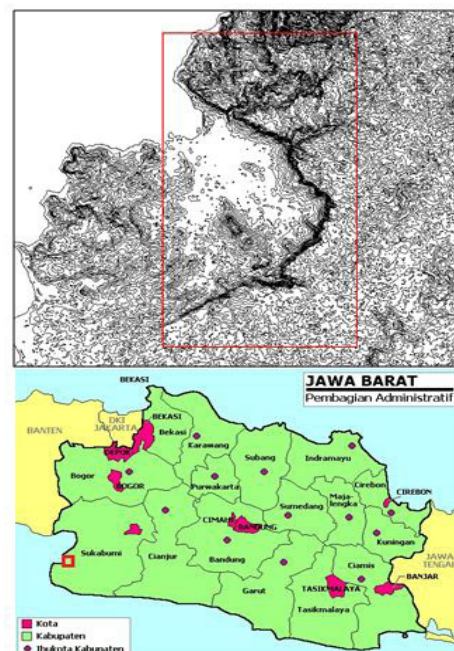 BEKASI
JAWA BARAT
Pembagian Administratif
DKI
JAKARTA
BANTEN
BEKASI
Bekasi
DEPOK
Karawang
Subang
Indramayu
Bogor
BOGOR
Purwakarta
Cirebon
CIREBON
Maja-
lengka
Sumedang
CIMAHI
BANDUNG
Kuningan
Sukabumi
Cianjur
Bandung
Ciamis
JAWA
TENGAH
BANJAR
Garut
TASIKMALAYA
Tasikmalaya
Kota
Kabupaten
Ibukota Kabupaten